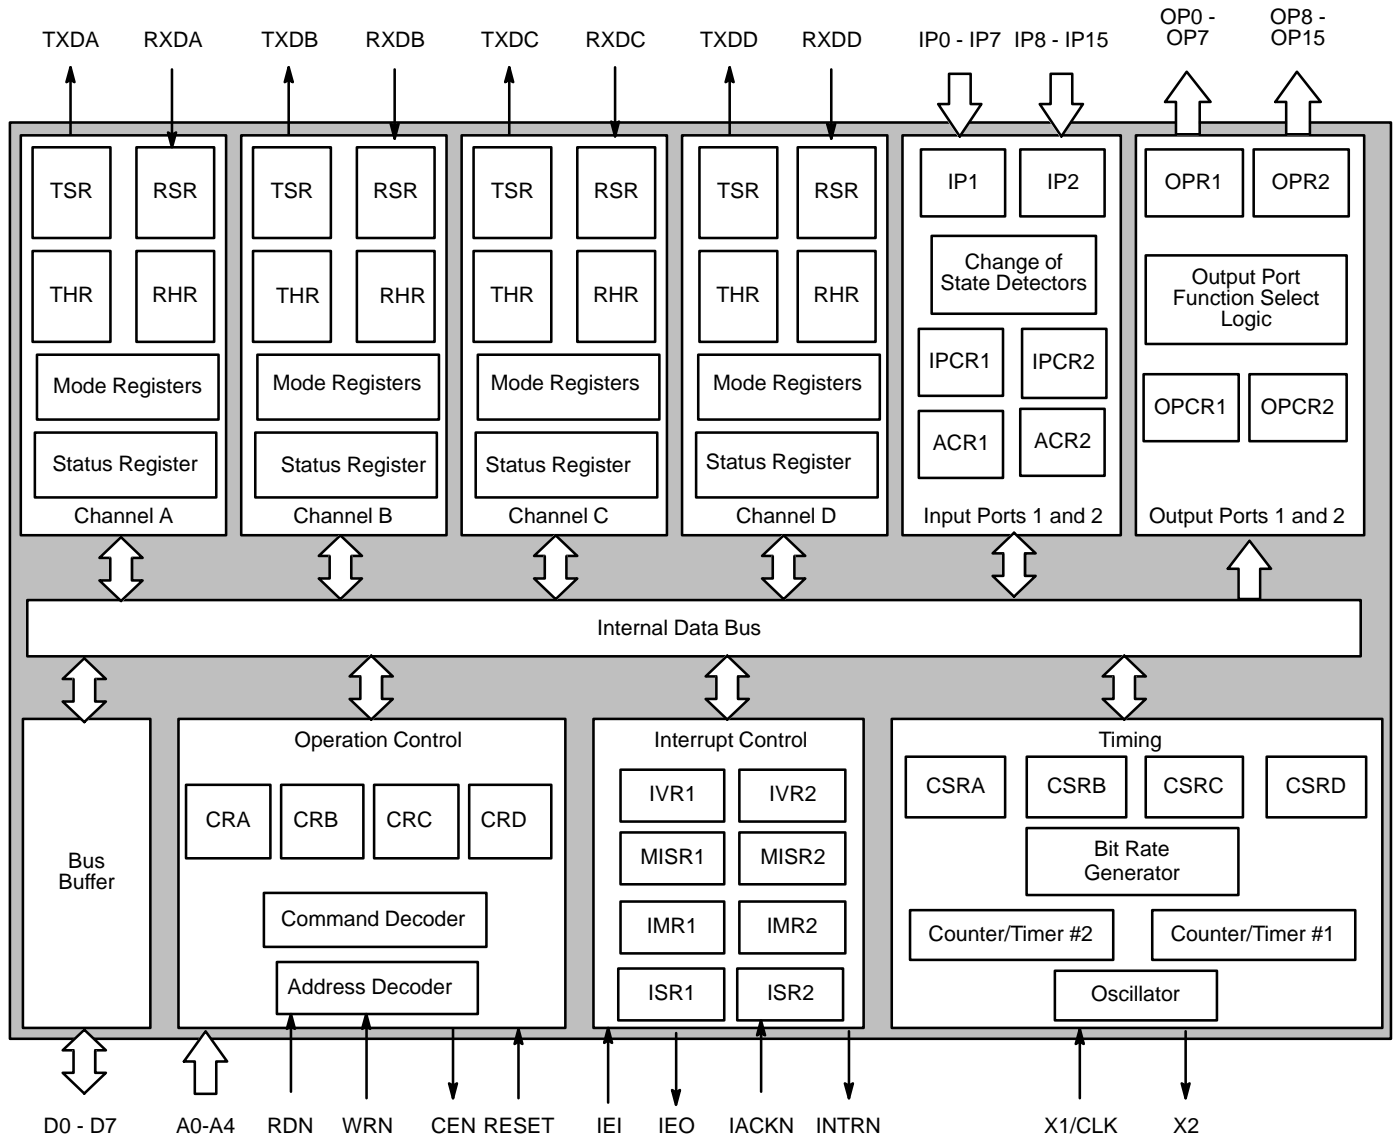 TXDA RXDA TXDB RXDB TXDC RXDC TXDD RXDD IP0 - IP7 IP8 - IP15
OP0 -
OP7
OP8 -
OP15
TSR RSR
THR RHR
Mode Registers
Status Register
Channel A
TSR RSR
THR RHR
Mode Registers
Status Register
Channel B
TSR RSR
THR RHR
Mode Registers
Status Register
Channel C
TSR RSR
THR RHR
Mode Registers
Status Register
Channel D
IP1 IP2
Change of
State Detectors
IPCR1 IPCR2
ACR1 ACR2
Input Ports 1 and 2
OPR1 OPR2
Output Port
Function Select
Logic
OPCR1 OPCR2
Output Ports 1 and 2
Internal Data Bus
Bus
Buffer
Operation Control
CRA CRB CRC CRD
Command Decoder
Address Decoder
Interrupt Control
IVR1 IVR2
MISR1 MISR2
IMR1 IMR2
ISR1 ISR2
Timing
CSRA CSRB CSRC CSRD
Bit Rate
Generator
Counter/Timer #2 Counter/Timer #1
Oscillator
D0 - D7 A0-A4 RDN WRN CEN RESET IEI IEO IACKN INTRN X1/CLK X2